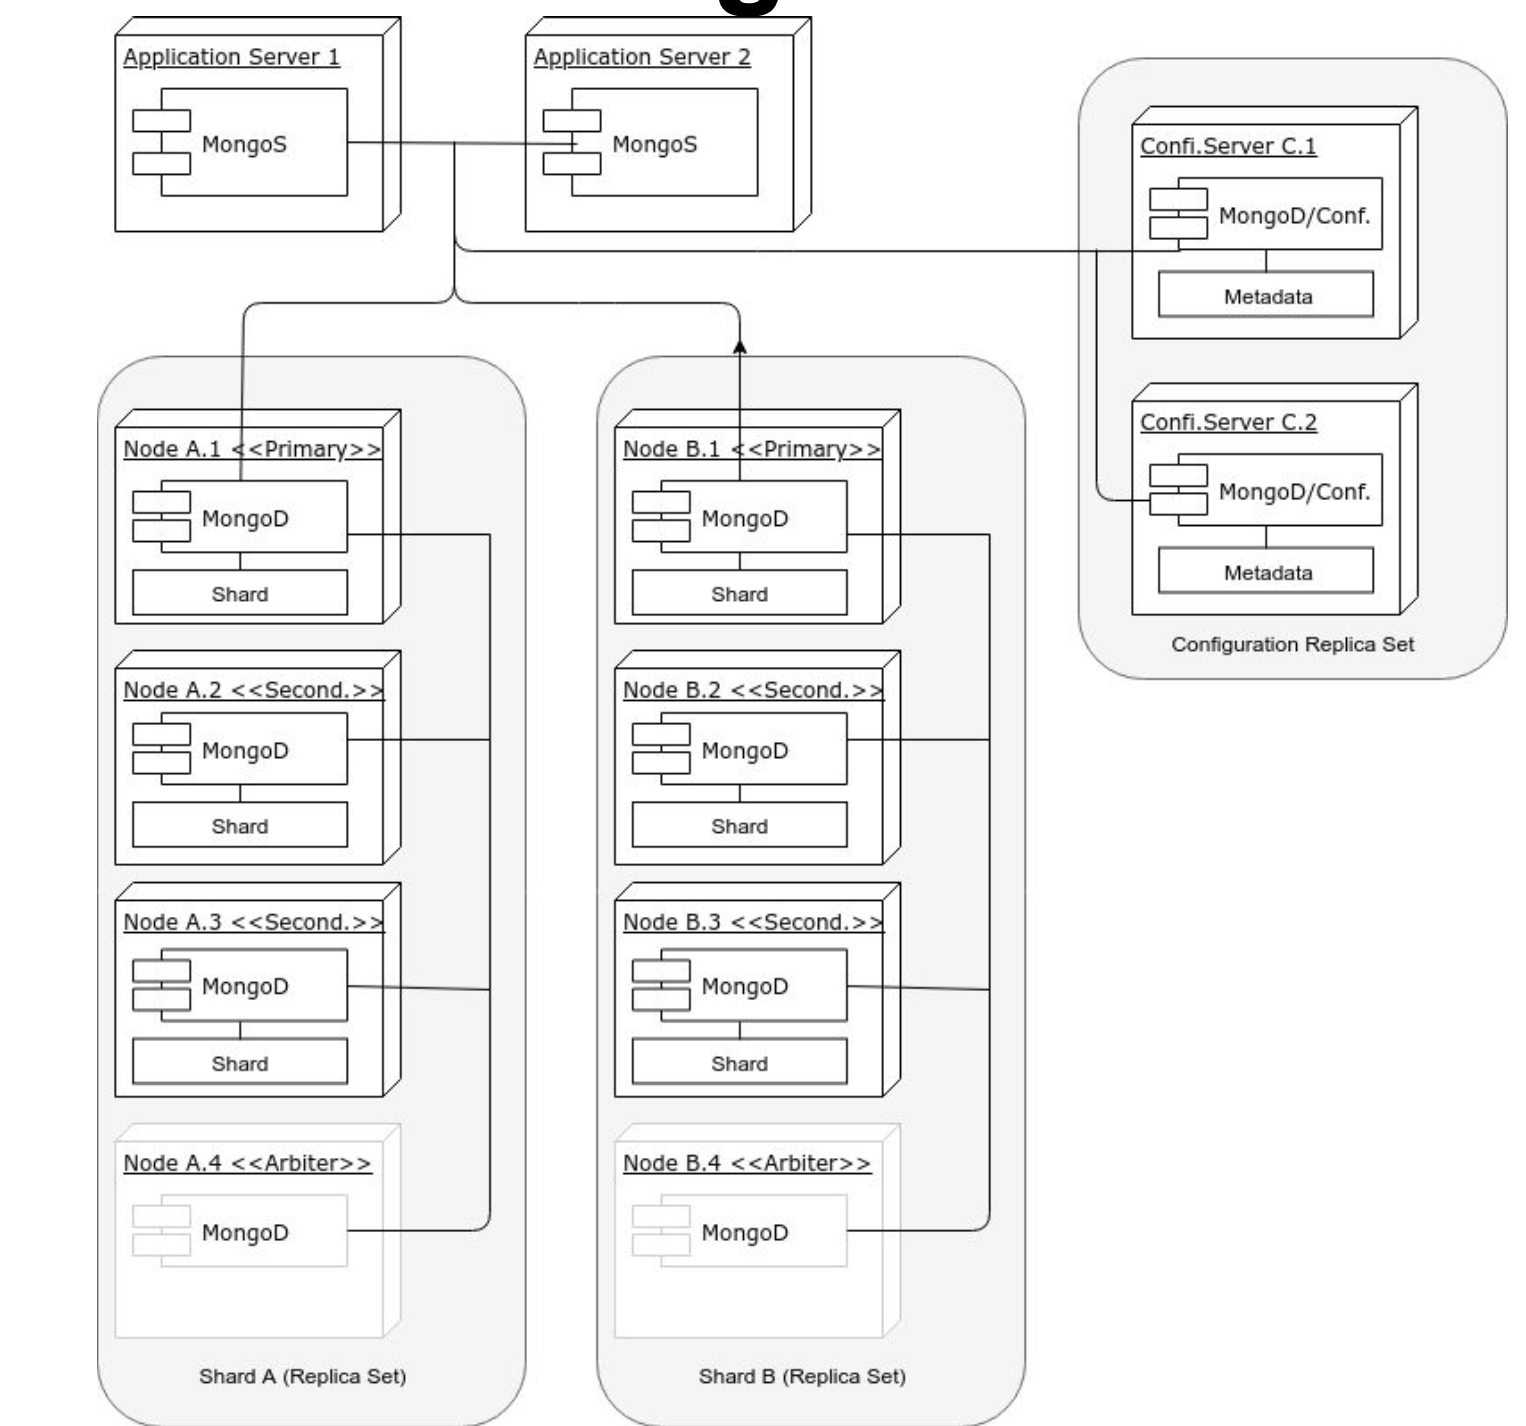 Application Server 1
MongoS
Application Server 2
MongoS
Confi.Server C.1
MongoD/Conf.
Metadata
Confi.Server C.2
MongoD/Conf.
Metadata
Configuration Replica Set
Node A.1 <<Primary>>
MongoD
Shard
Node A.2 <<Second.>>
MongoD
Shard
Node A.3 <<Second.>>
MongoD
Shard
Node A.4 <<Arbiter>>
MongoD
Shard A (Replica Set)
Node B.1 <<Primary>>
MongoD
Shard
Node B.2 <<Second.>>
MongoD
Shard
Node B.3 <<Second.>>
MongoD
Shard
Node B.4 <<Arbiter>>
MongoD
Shard B (Replica Set)